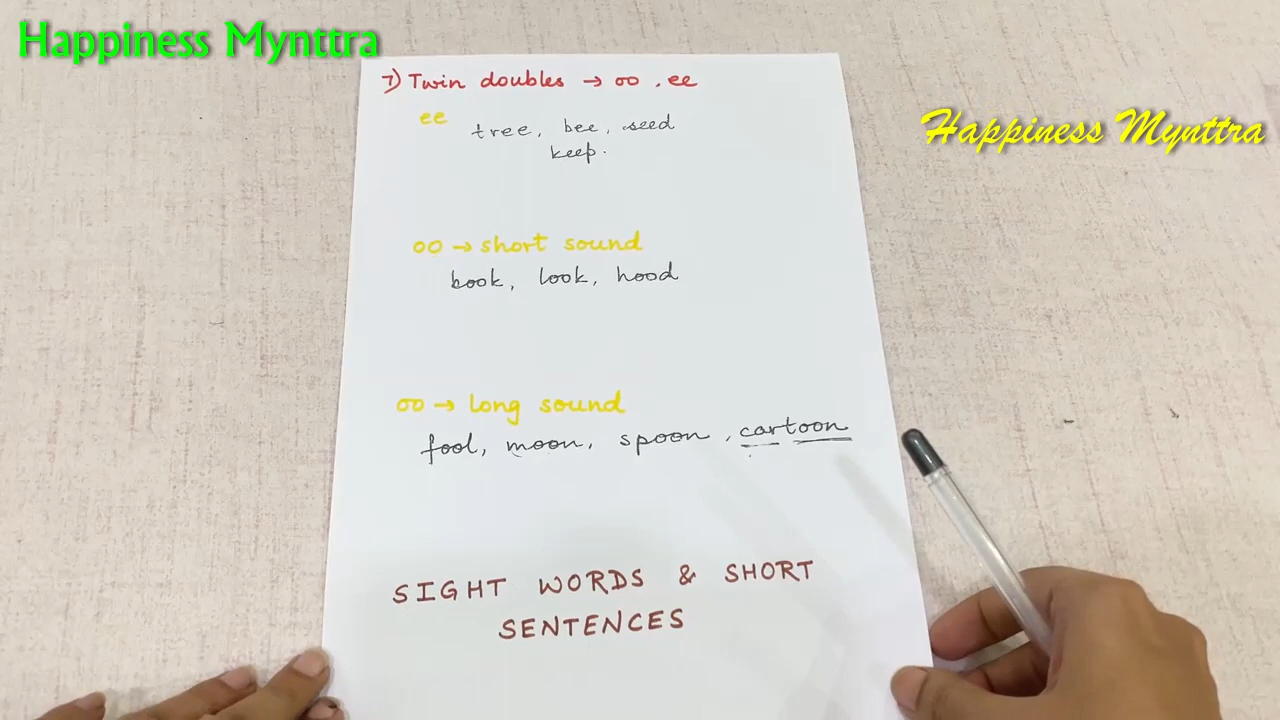 Happiness Mynttra
7) Twin doubles → oo . ee
ee
tree, bee, seed
keep.
Happiness Mynttra
oo → short sound
book, look, hood
oo → long sound
fool, moon, spoon, cartoon
SIGHT WORDS & SHORT
SENTENCES